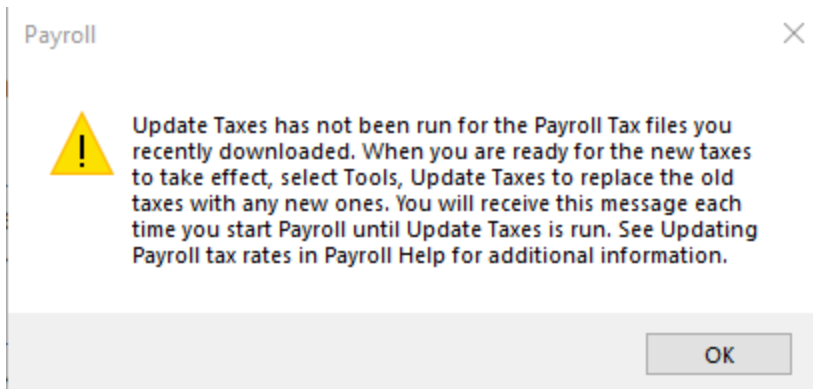 Payroll
Update Taxes has not been run for the Payroll Tax files you
recently downloaded. When you are ready for the new taxes
to take effect, select Tools, Update Taxes to replace the old
taxes with any new ones. You will receive this message each
time you start Payroll until Update Taxes is run. See Updating
Payroll tax rates in Payroll Help for additional information.
OK